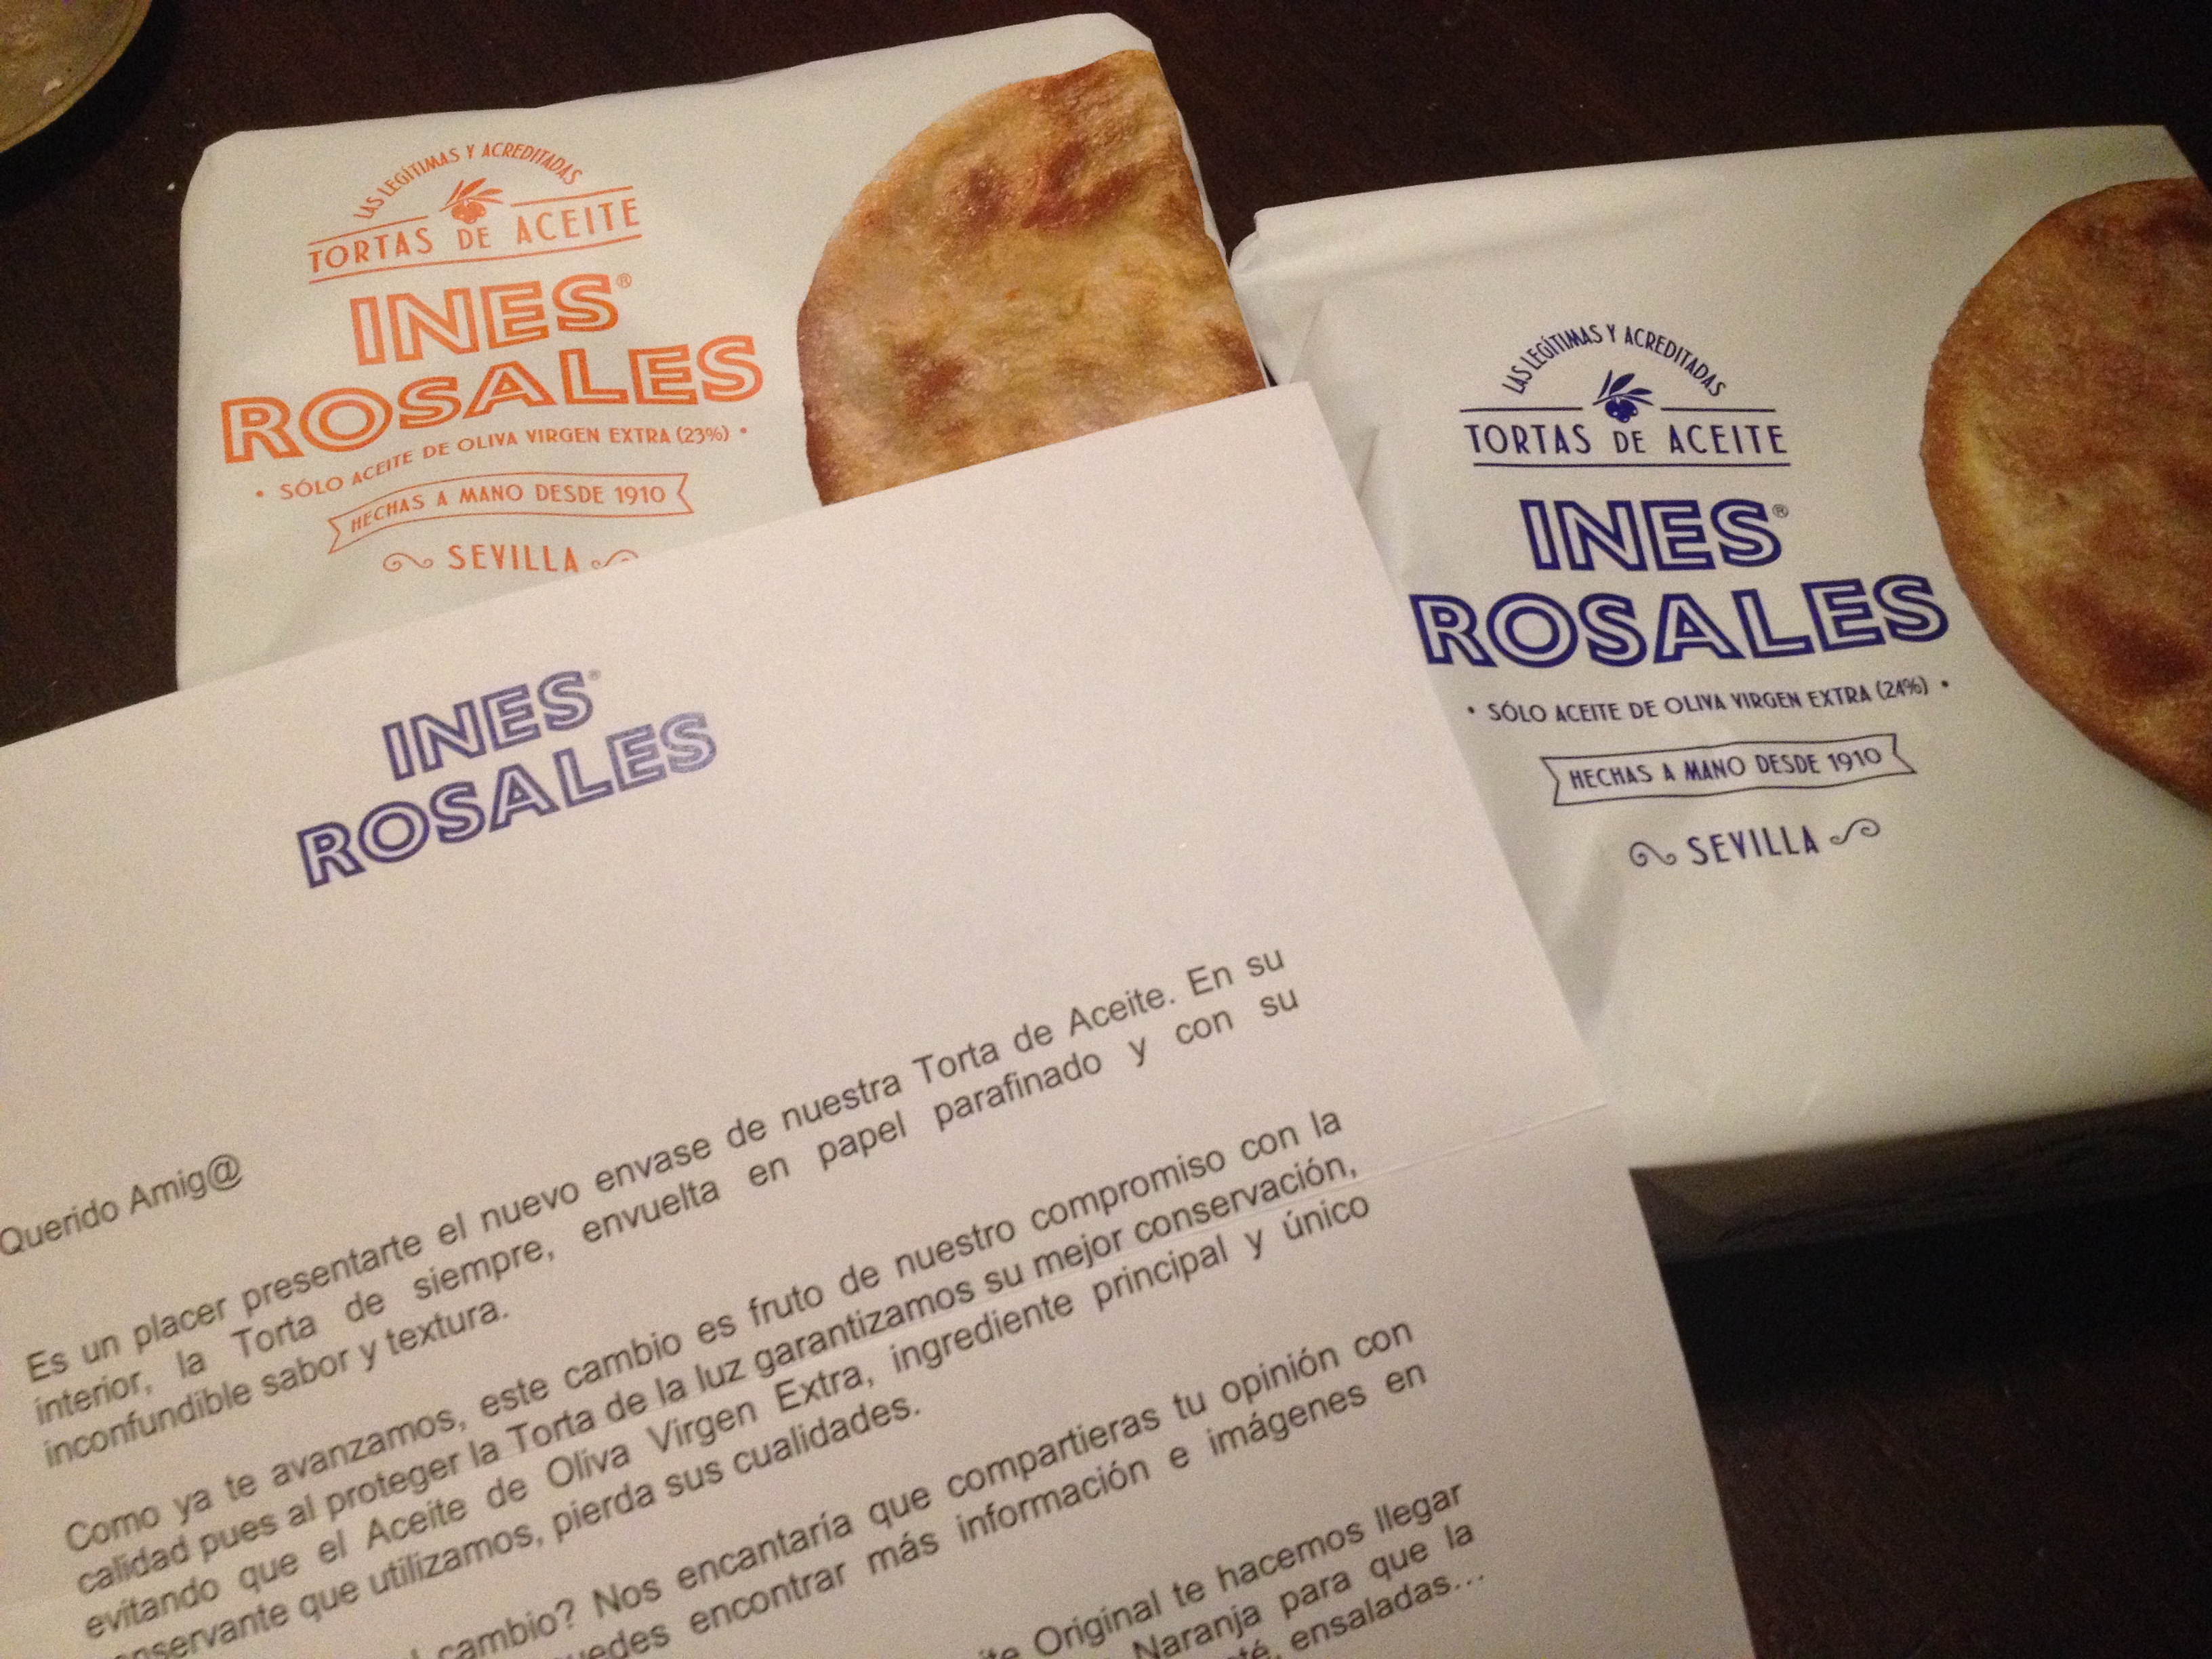 LAS LEGÍTIMAS Y ACREDITADAS
TORTAS DE ACEITE
INES®
ROSALES
• SÓLO ACEITE DE OLIVA VIRGEN EXTRA (23%) •
HECHAS A MANO DESDE 1910
SEVILLA
LAS LEGÍTIMAS Y ACREDITADAS
TORTAS DE ACEITE
INES®
ROSALES
• SÓLO ACEITE DE OLIVA VIRGEN EXTRA (24%) •
HECHAS A MANO DESDE 1910
SEVILLA
INES®
ROSALES
Querido Amig@
Es un placer presentarte el nuevo envase de nuestra Torta de Aceite. En su
interior, la Torta de siempre, envuelta en papel parafinado y con su
inconfundible sabor y textura.
Como ya te avanzamos, este cambio es fruto de nuestro compromiso con la
calidad pues al proteger la Torta de la luz garantizamos su mejor conservación,
evitando que el Aceite de Oliva Virgen Extra, ingrediente principal y único
nservante que utilizamos, pierda sus cualidades.
l cambio? Nos encantaría que compartieras tu opinión con
uedes encontrar más información e imágenes en
Original te hacemos llegar
Naranja para que la
té, ensaladas...